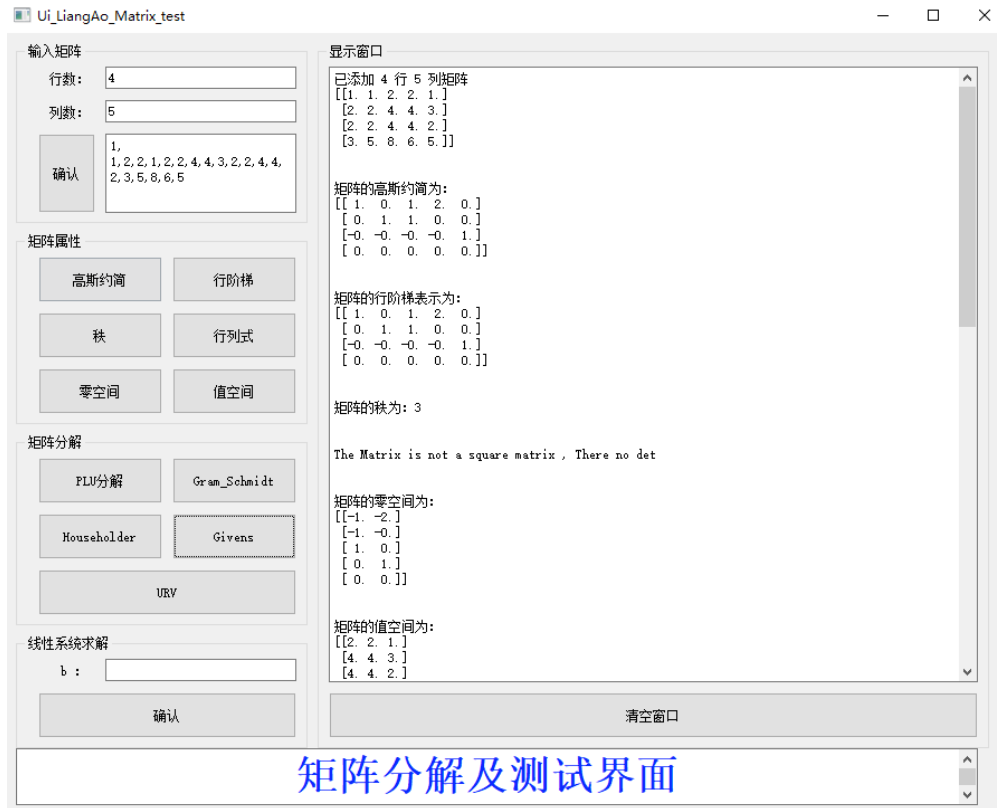 Ui_LiangAo_Matrix_test
输入矩阵
行数： 4
列数： 5
确认
1,
1,2,2,1,2,2,4,4,3,2,2,4,4,
2,3,5,8,6,5
矩阵属性
高斯约简 行阶梯
秩 行列式
零空间 值空间
矩阵分解
PLU分解 Gram_Schmidt
Householder Givens
URV
线性系统求解
b :
确认
显示窗口
已添加 4 行 5 列矩阵
[[1. 1. 2. 2. 1.]
[2. 2. 4. 4. 3.]
[2. 2. 4. 4. 2.]
[3. 5. 8. 6. 5.]]
矩阵的高斯约简为:
[[ 1. 0. 1. 2. 0.]
[ 0. 1. 1. 0. 0.]
[-0. -0. -0. -0. 1.]
[ 0. 0. 0. 0. 0.]]
矩阵的行阶梯表示为:
[[ 1. 0. 1. 2. 0.]
[ 0. 1. 1. 0. 0.]
[-0. -0. -0. -0. 1.]
[ 0. 0. 0. 0. 0.]]
矩阵的秩为: 3
The Matrix is not a square matrix , There no det
矩阵的零空间为:
[[-1. -2.]
[-1. -0.]
[ 1. 0.]
[ 0. 1.]
[ 0. 0.]]
矩阵的值空间为:
[[2. 2. 1.]
[4. 4. 3.]
[4. 4. 2.]
清空窗口
矩阵分解及测试界面